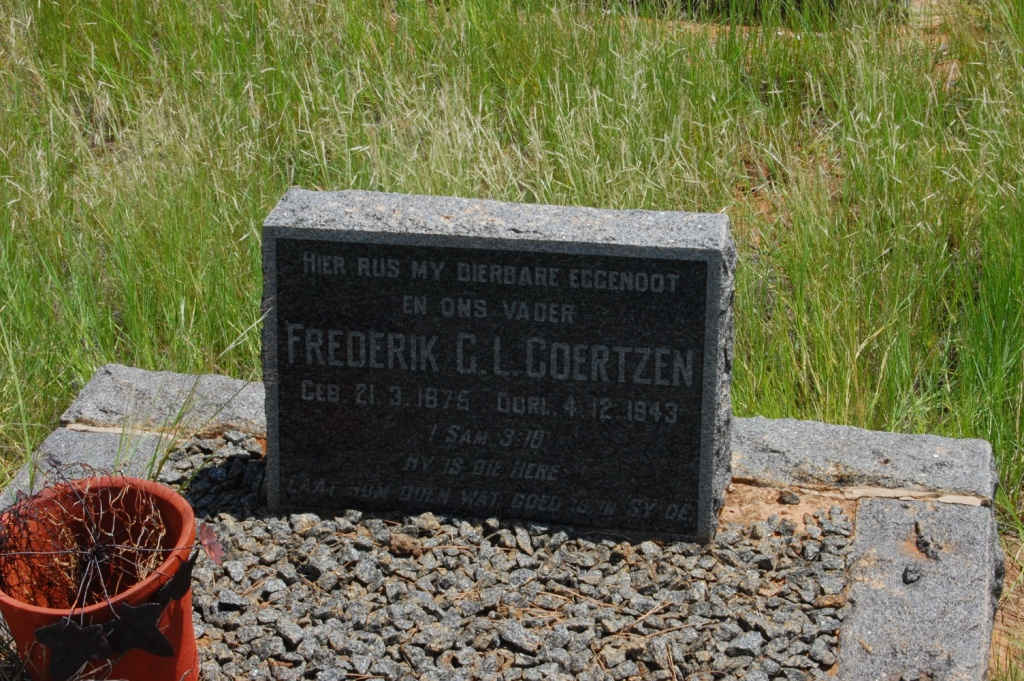 HIER RUS MY DIERBARE EGGENOOT
EN ONS VADER
FREDERIK G. L. COERTZEN
GEB. 21. 3. 1875 OORL. 4. 12. 1943
I SAM. 3:18
HY IS DIE HERE
LAAT HOM DOEN WAT GOED IS IN SY OË